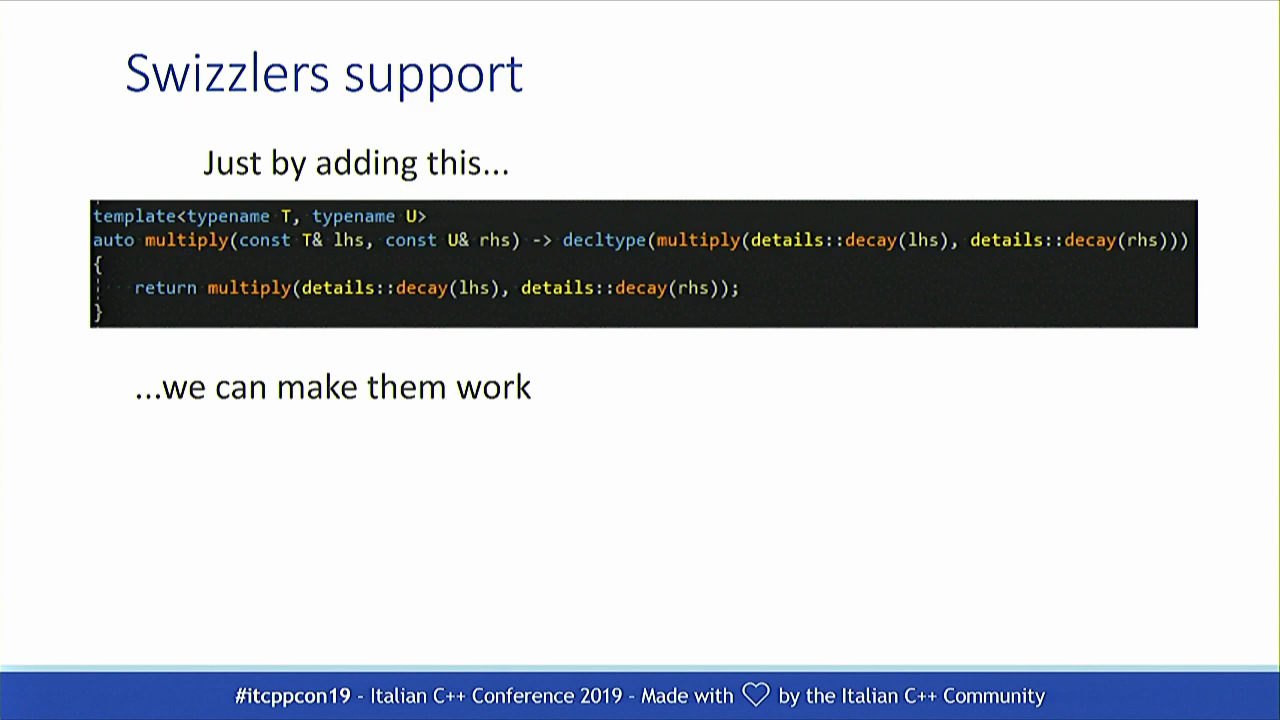 Swizzlers support
Just by adding this...
template<typename T, typename U>
auto multiply(const T& lhs, const U& rhs) -> decltype(multiply(details::decay(lhs), details::decay(rhs)))
{
return multiply(details::decay(lhs), details::decay(rhs));
}
...we can make them work
#itcppcon19 - Italian C++ Conference 2019 - Made with ♡ by the Italian C++ Community